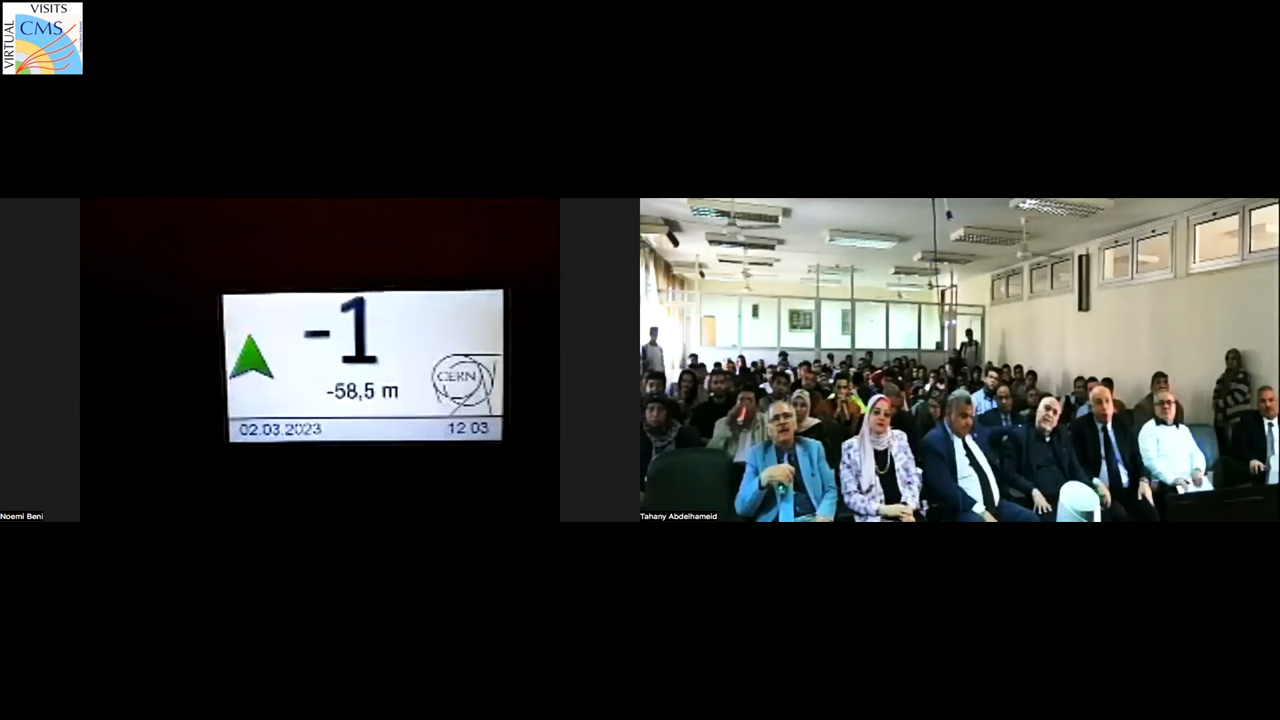 VISITS
VIRTUAL
CMS
-1
-58,5 m
CERN
02.03.2023
12 03
Noemi Beni
Tahany Abdelhameid